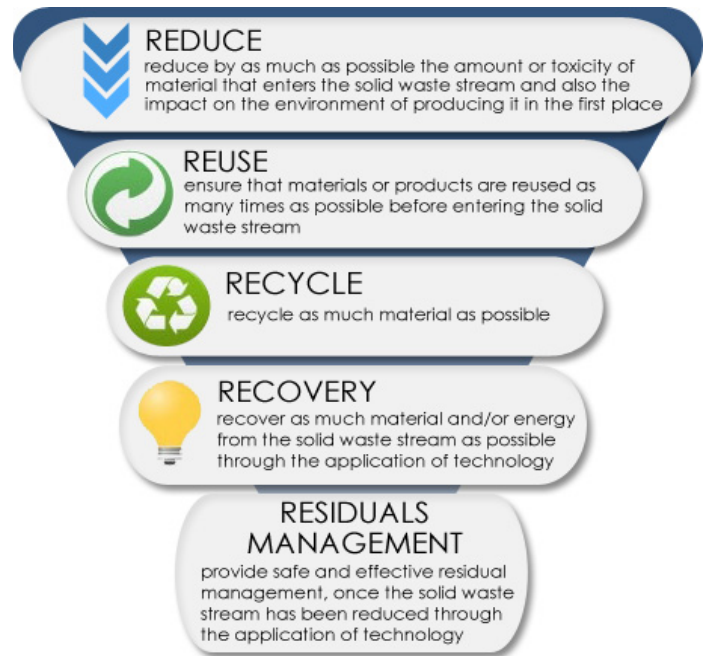 REDUCE
reduce by as much as possible the amount or toxicity of
material that enters the solid waste stream and also the
impact on the environment of producing it in the first place
REUSE
ensure that materials or products are reused as
many times as possible before entering the solid
waste stream
RECYCLE
recycle as much material as possible
RECOVERY
recover as much material and/or energy
from the solid waste stream as possible
through the application of technology
RESIDUALS
MANAGEMENT
provide safe and effective residual
management, once the solid waste
stream has been reduced through
the application of technology